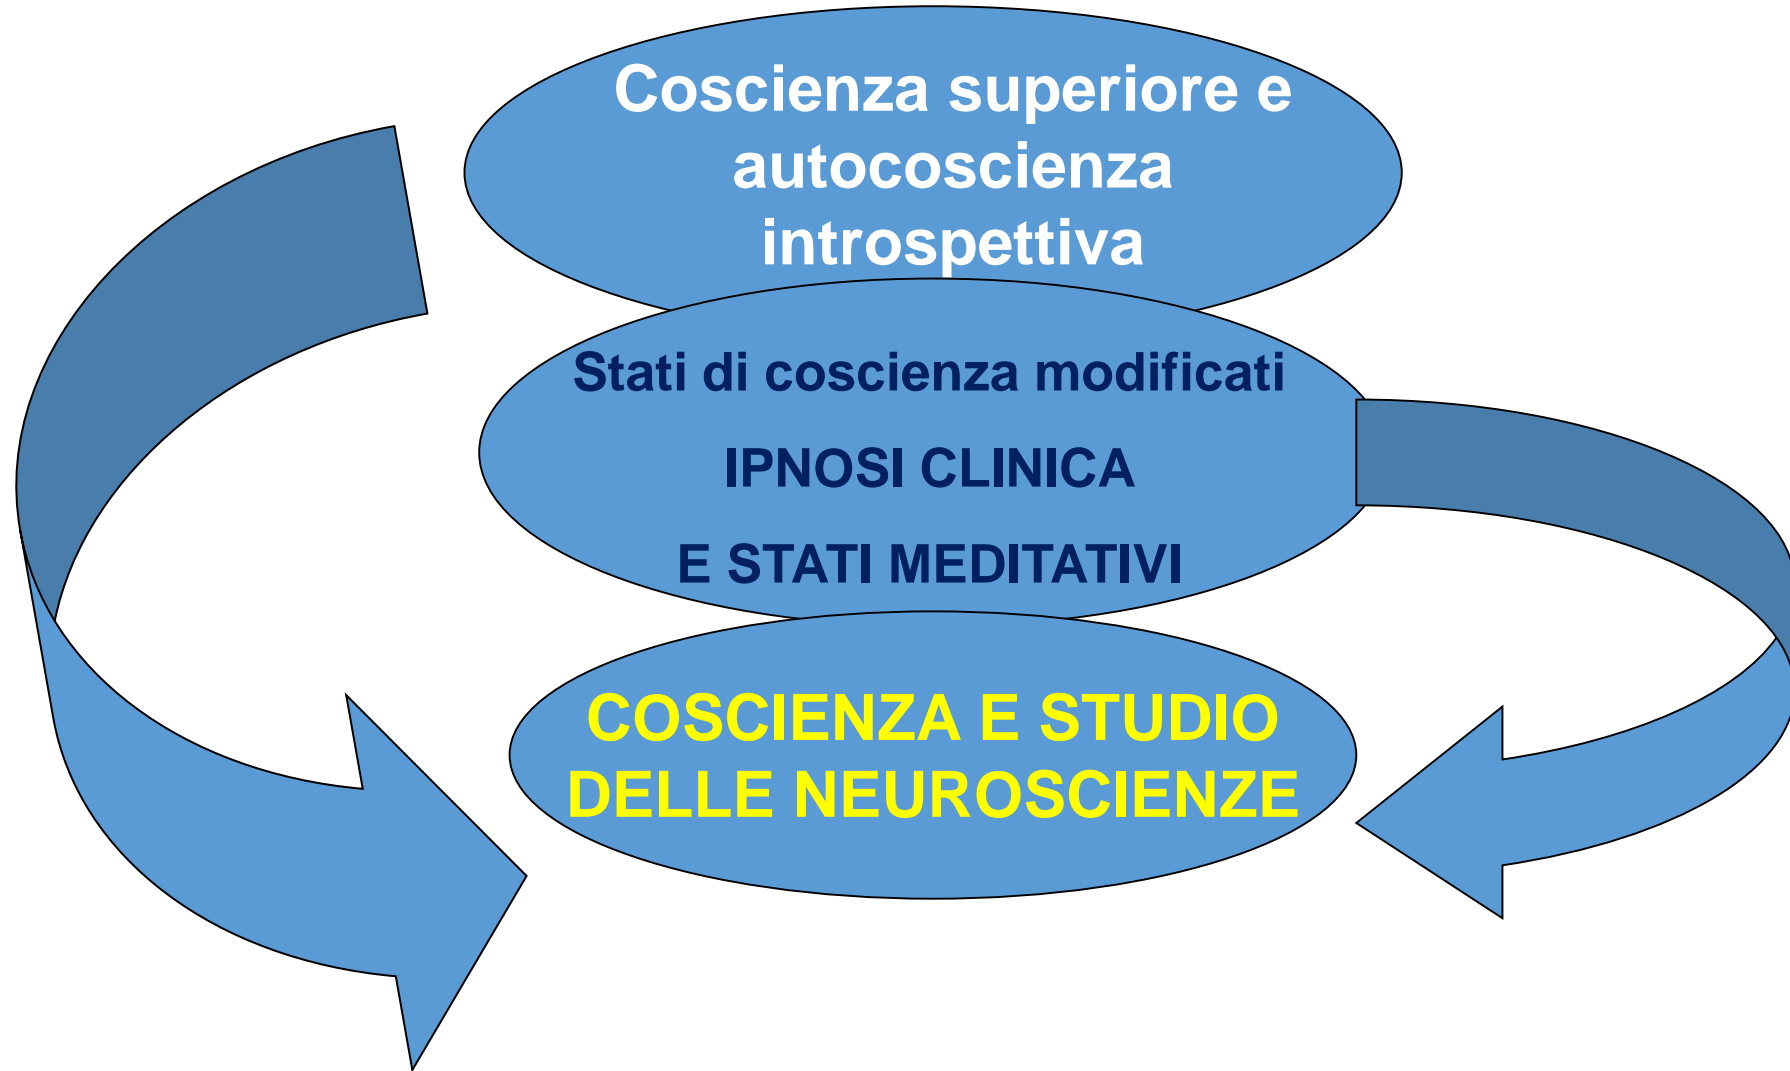 Coscienza superiore e
autocoscienza
introspettiva
Stati di coscienza modificati
IPNOSI CLINICA
E STATI MEDITATIVI
COSCIENZA E STUDIO
DELLE NEUROSCIENZE